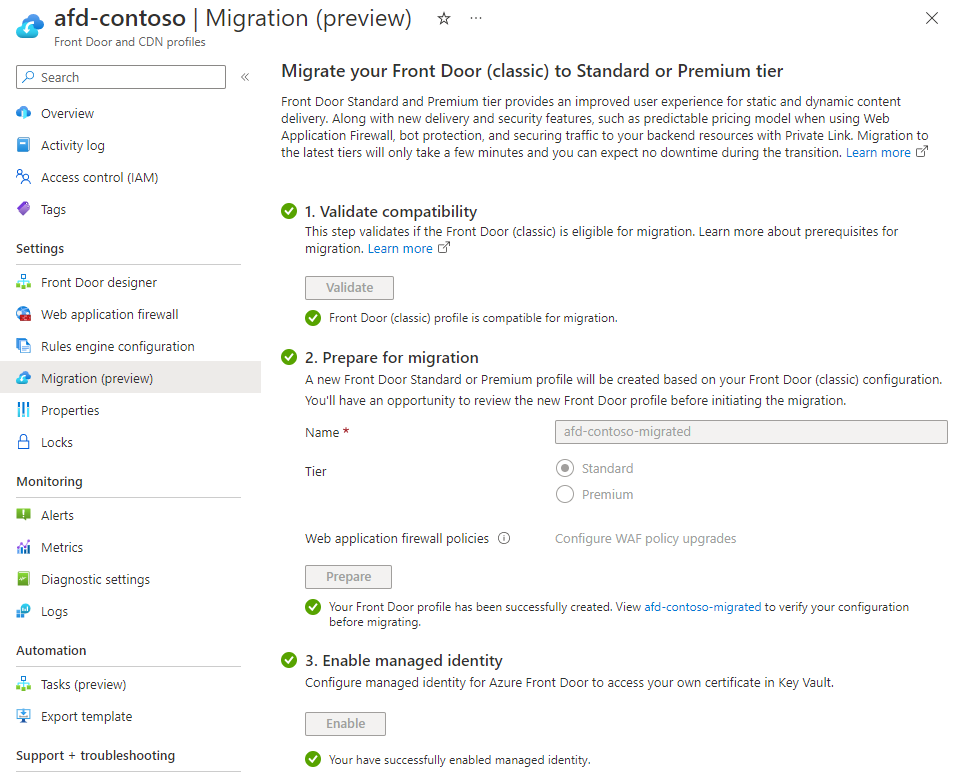 afd-contoso | Migration (preview)
Front Door and CDN profiles
Search
Overview
Activity log
Access control (IAM)
Tags
Settings
Front Door designer
Web application firewall
Rules engine configuration
Migration (preview)
Properties
Locks
Monitoring
Alerts
Metrics
Diagnostic settings
Logs
Automation
Tasks (preview)
Export template
Support + troubleshooting
Migrate your Front Door (classic) to Standard or Premium tier
Front Door Standard and Premium tier provides an improved user experience for static and dynamic content
delivery. Along with new delivery and security features, such as predictable pricing model when using Web
Application Firewall, bot protection, and securing traffic to your backend resources with Private Link. Migration to
the latest tiers will only take a few minutes and you can expect no downtime during the transition. Learn more
1. Validate compatibility
This step validates if the Front Door (classic) is eligible for migration. Learn more about prerequisites for
migration. Learn more
Validate
Front Door (classic) profile is compatible for migration.
2. Prepare for migration
A new Front Door Standard or Premium profile will be created based on your Front Door (classic) configuration.
You'll have an opportunity to review the new Front Door profile before initiating the migration.
Name *
afd-contoso-migrated
Tier
Standard
Premium
Web application firewall policies
Configure WAF policy upgrades
Prepare
Your Front Door profile has been successfully created. View afd-contoso-migrated to verify your configuration
before migrating.
3. Enable managed identity
Configure managed identity for Azure Front Door to access your own certificate in Key Vault.
Enable
Your have successfully enabled managed identity.